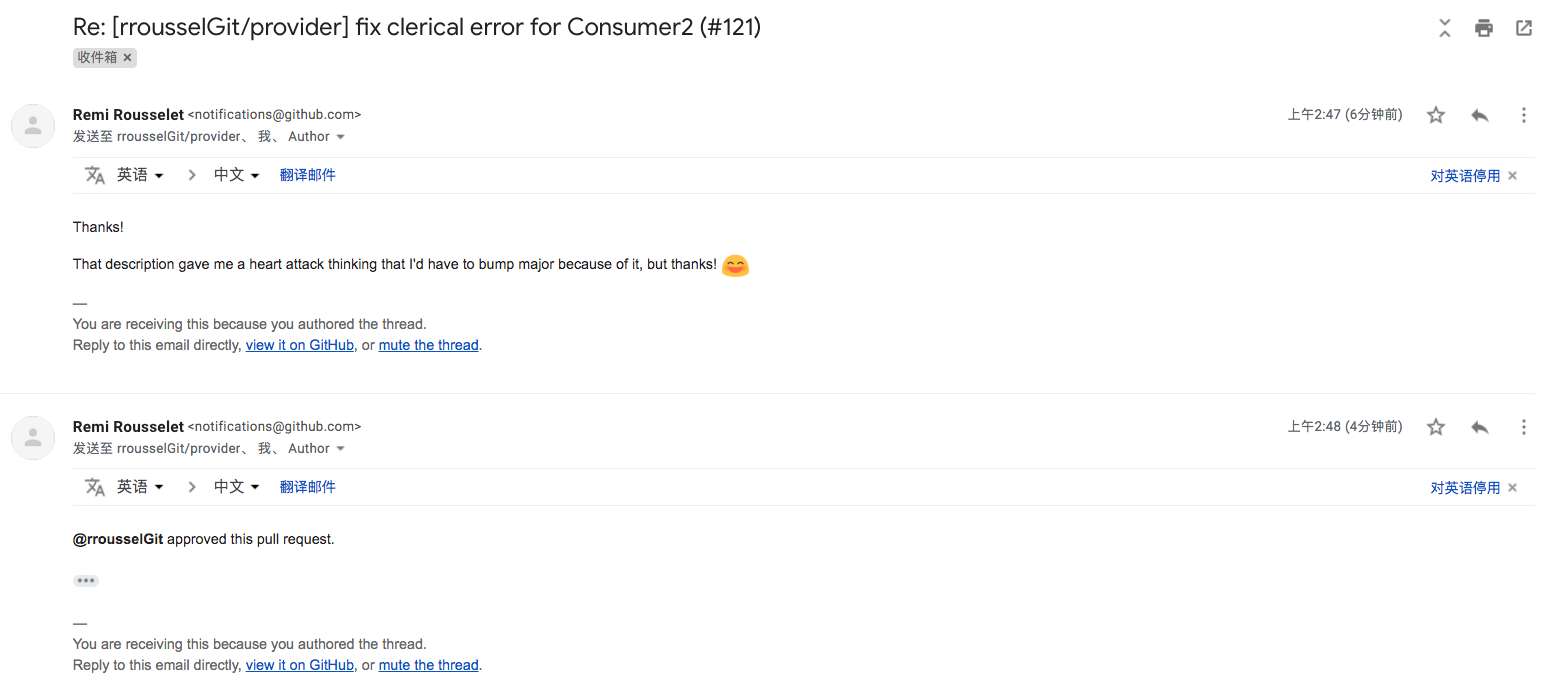 Re: [rrousselGit/provider] fix clerical error for Consumer2 (#121)
收件箱 ×
Remi Rousselet <notifications@github.com>
上午2:47 (6分钟前)
发送至 rrousselGit/provider、 我、 Author
英语 > 中文 翻译邮件
对英语停用 ×
Thanks!
That description gave me a heart attack thinking that I'd have to bump major because of it, but thanks! 😄
—
You are receiving this because you authored the thread.
Reply to this email directly, view it on GitHub, or mute the thread.
Remi Rousselet <notifications@github.com>
上午2:48 (4分钟前)
发送至 rrousselGit/provider、 我、 Author
英语 > 中文 翻译邮件
对英语停用 ×
@rrousselGit approved this pull request.
•••
—
You are receiving this because you authored the thread.
Reply to this email directly, view it on GitHub, or mute the thread.